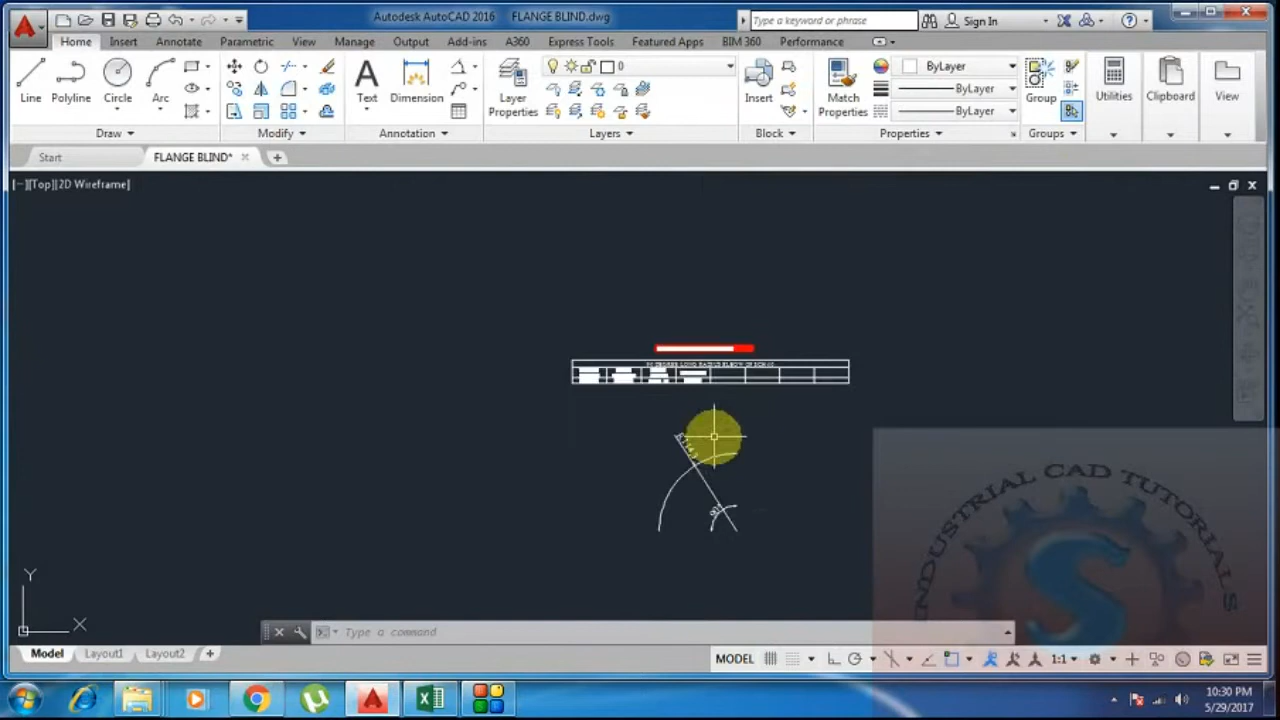 Autodesk AutoCAD 2016 FLANGE BLIND.dwg
Type a keyword or phrase
Sign In
Home Insert Annotate Parametric View Manage Output Add-ins A360 Express Tools Featured Apps BIM 360 Performance
Line Polyline Circle Arc
Text Dimension
Layer Properties
0
Insert
Match Properties
ByLayer
ByLayer
ByLayer
Group
Utilities
Clipboard
View
Draw Modify Annotation Layers Block Properties Groups
Start FLANGE BLIND*
[−][Top][2D Wireframe]
INDUSTRIAL CAD TUTORIALS
S
Y
X
Type a command
Model Layout1 Layout2
MODEL 1:1
10:30 PM
5/29/2017